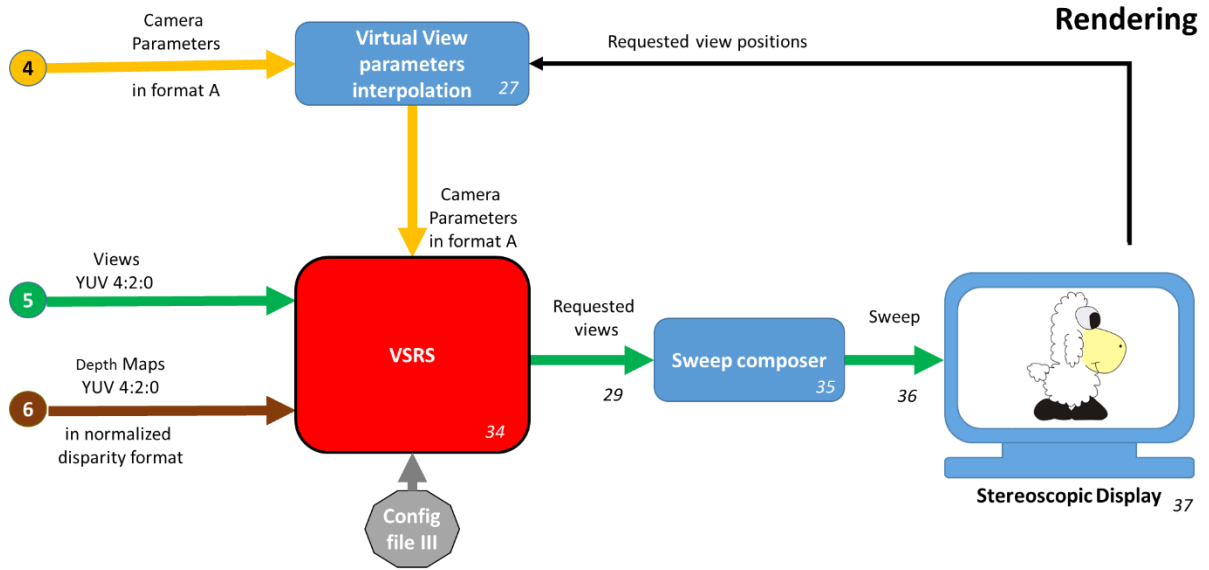 Rendering
Camera
Parameters
4
in format A
Virtual View
parameters
interpolation
27
Requested view positions
Camera
Parameters
in format A
Views
YUV 4:2:0
5
Depth Maps
YUV 4:2:0
6
in normalized
disparity format
VSRS
34
Config
file III
Requested
views
29
Sweep composer
35
Sweep
36
Stereoscopic Display
37